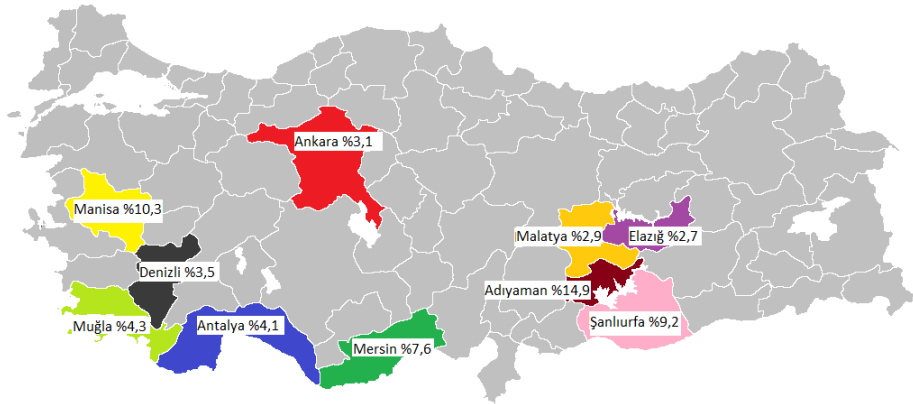 Ankara %3,1
Manisa %10,3
Malatya %2,9
Elazığ %2,7
Denizli %3,5
Adıyaman %14,9
Muğla %4,3
Antalya %4,1
Şanlıurfa %9,2
Mersin %7,6